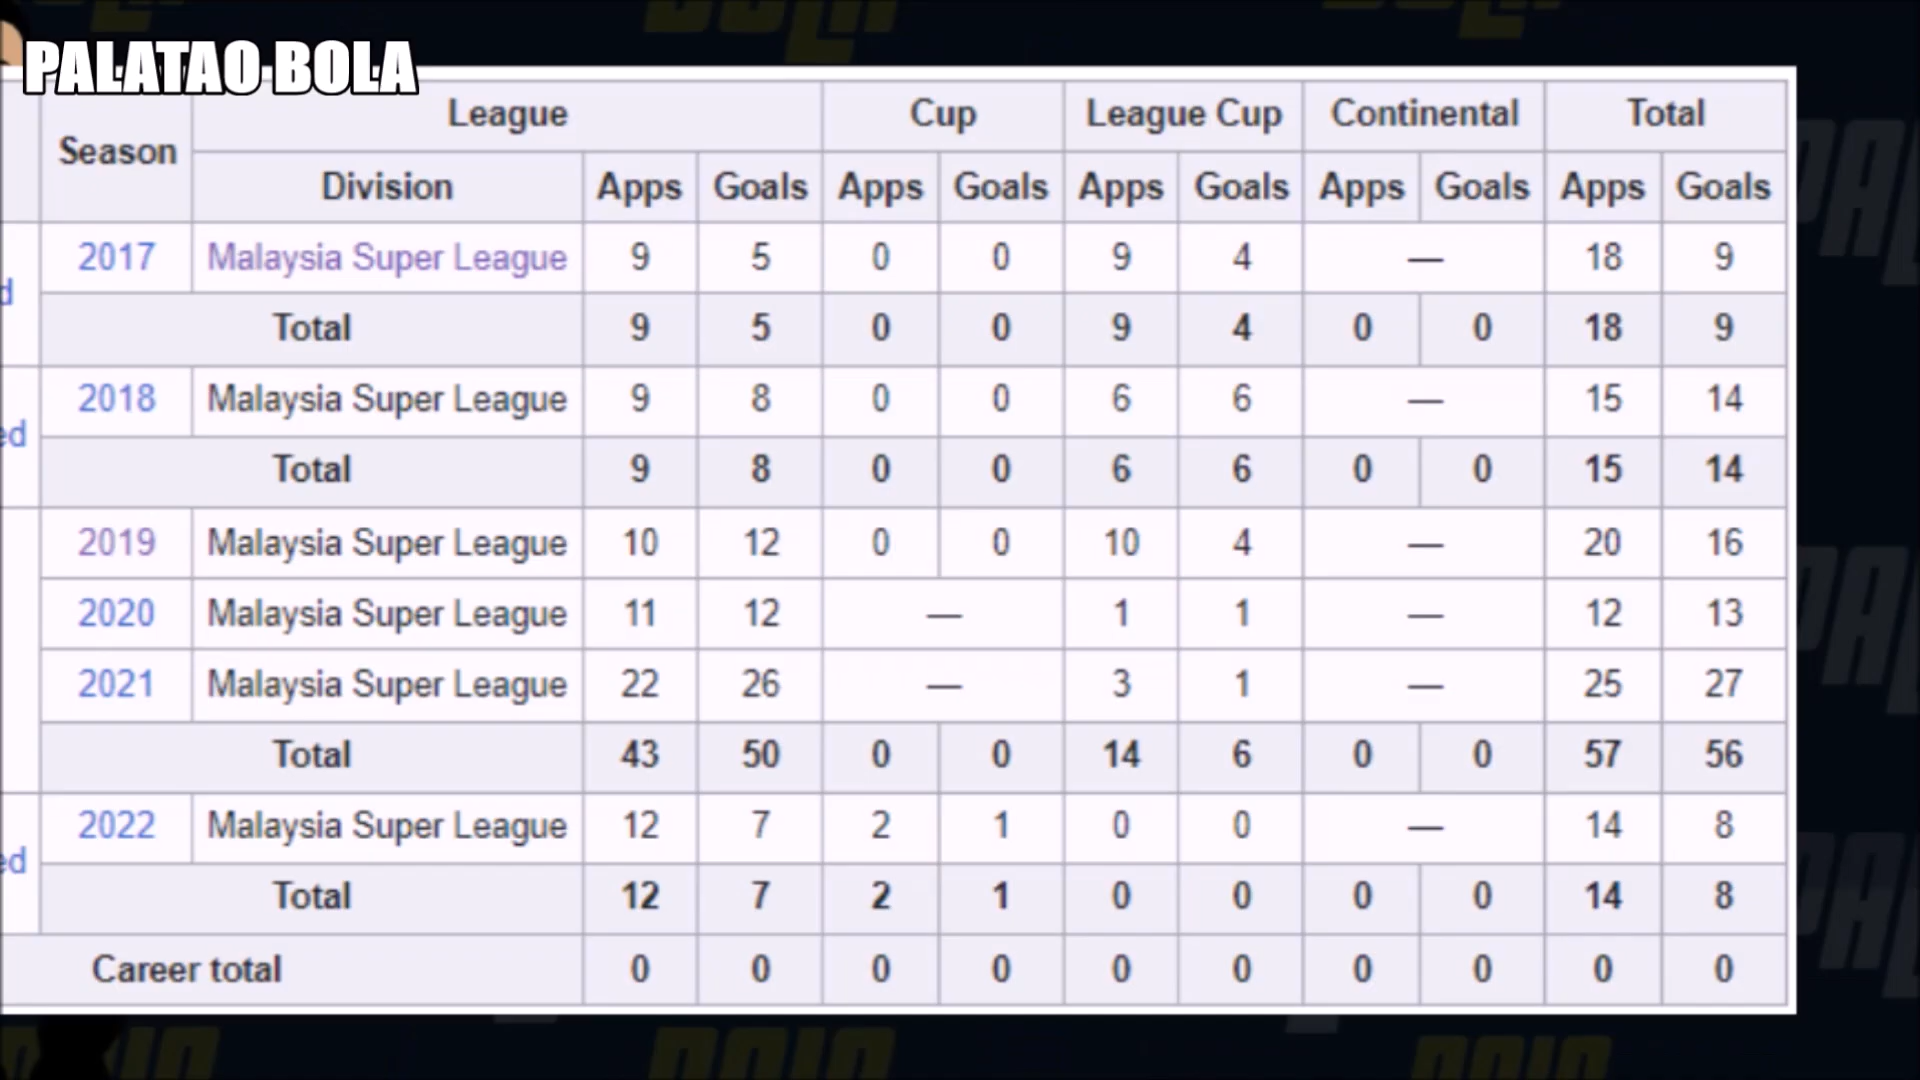 PALATAO BOLA
Season League Cup League Cup Continental Total
Division Apps Goals Apps Goals Apps Goals Apps Goals Apps Goals
2017 Malaysia Super League 9 5 0 0 9 4 — 18 9
d
Total 9 5 0 0 9 4 0 0 18 9
2018 Malaysia Super League 9 8 0 0 6 6 — 15 14
ed
Total 9 8 0 0 6 6 0 0 15 14
2019 Malaysia Super League 10 12 0 0 10 4 — 20 16
2020 Malaysia Super League 11 12 — 1 1 — 12 13
2021 Malaysia Super League 22 26 — 3 1 — 25 27
Total 43 50 0 0 14 6 0 0 57 56
2022 Malaysia Super League 12 7 2 1 0 0 — 14 8
ed
Total 12 7 2 1 0 0 0 0 14 8
Career total 0 0 0 0 0 0 0 0 0 0